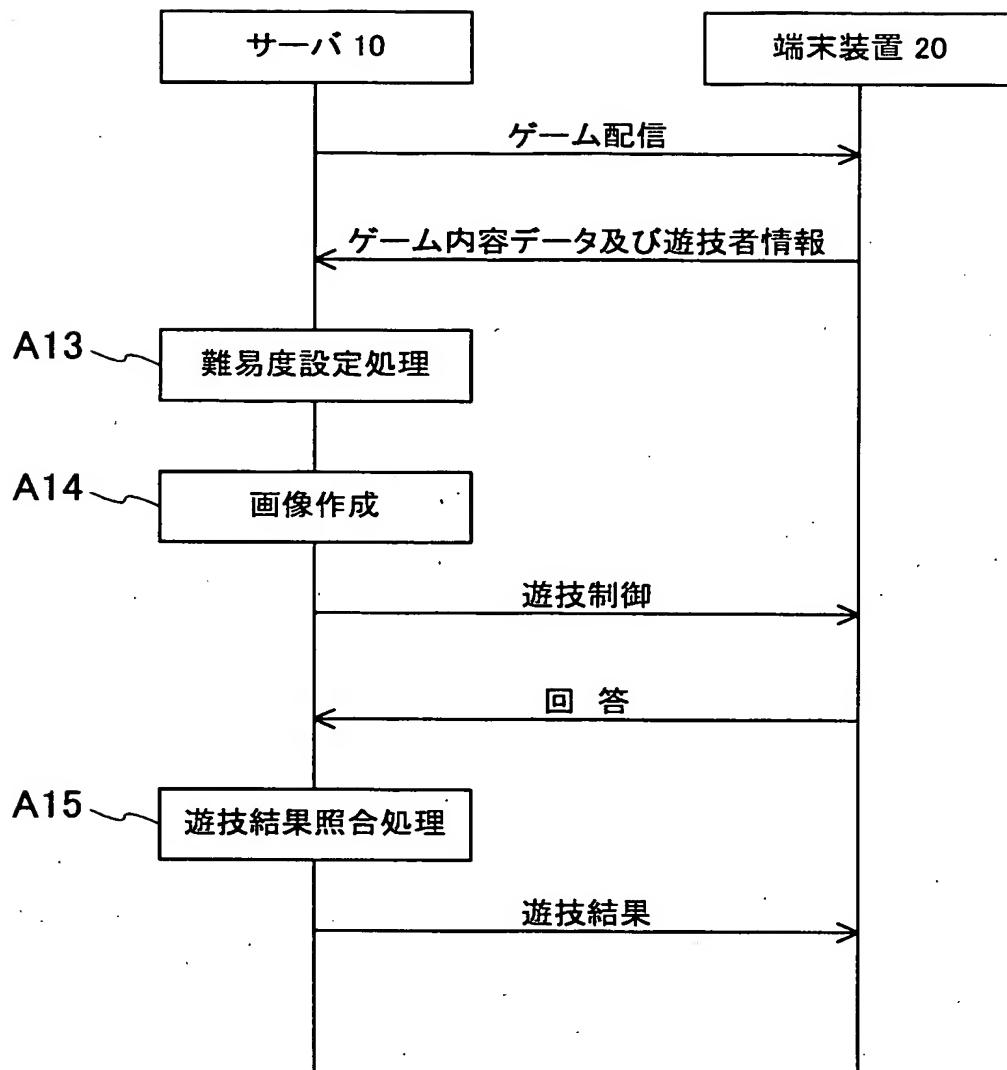 サーバ 10
端末装置 20
ゲーム配信
ゲーム内容データ及び遊技者情報
A13
難易度設定処理
A14
画像作成
遊技制御
回 答
A15
遊技結果照合処理
遊技結果